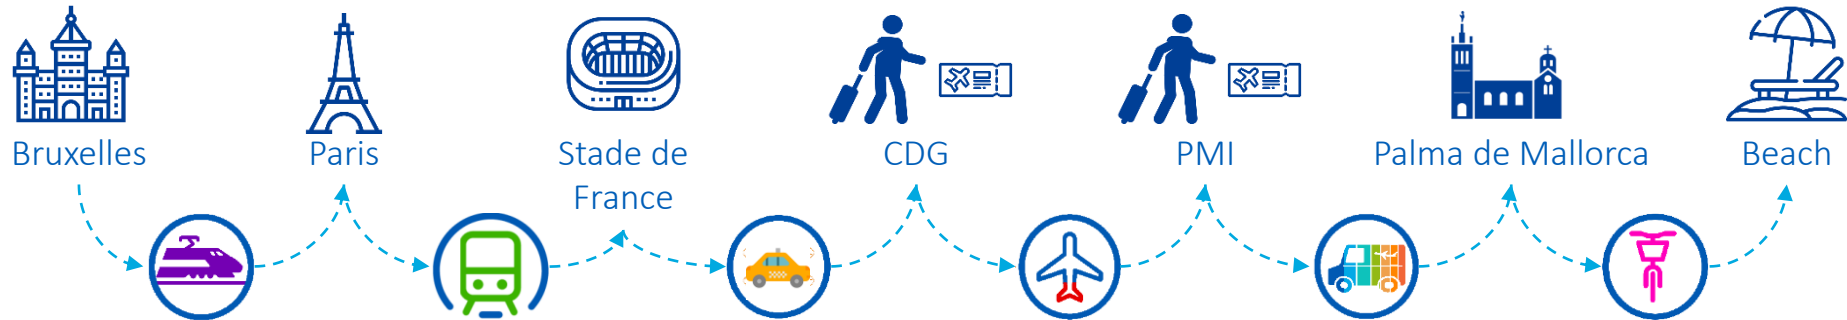 Bruxelles
Paris
Stade de
France
CDG
PMI
Palma de Mallorca
Beach